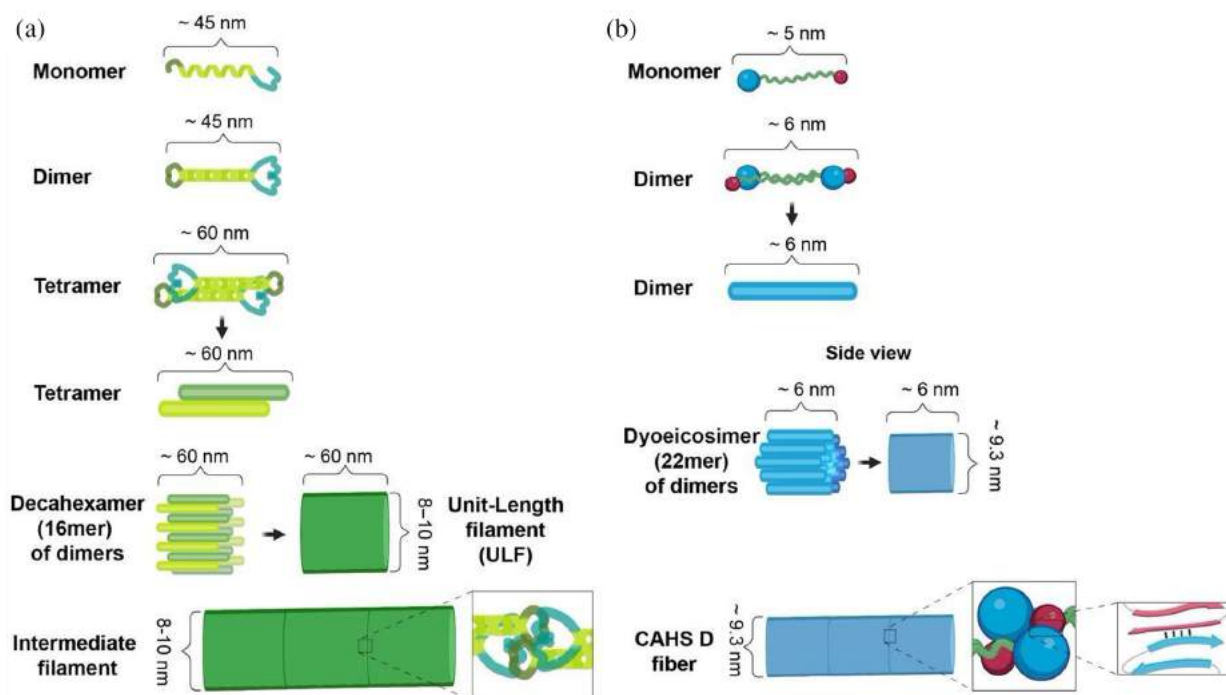 (a)
~ 45 nm
Monomer
~ 45 nm
Dimer
~ 60 nm
Tetramer
~ 60 nm
Tetramer
~ 60 nm
~ 60 nm
Decahexamer
(16mer)
of dimers
8–10 nm
Unit-Length
filament
(ULF)
Intermediate
filament
8-10 nm
(b)
~ 5 nm
Monomer
~ 6 nm
Dimer
~ 6 nm
Dimer
Side view
~ 6 nm
~ 6 nm
Dyoeicosimer
(22mer)
of dimers
~ 9.3 nm
CAHS D
fiber
~ 9.3 nm